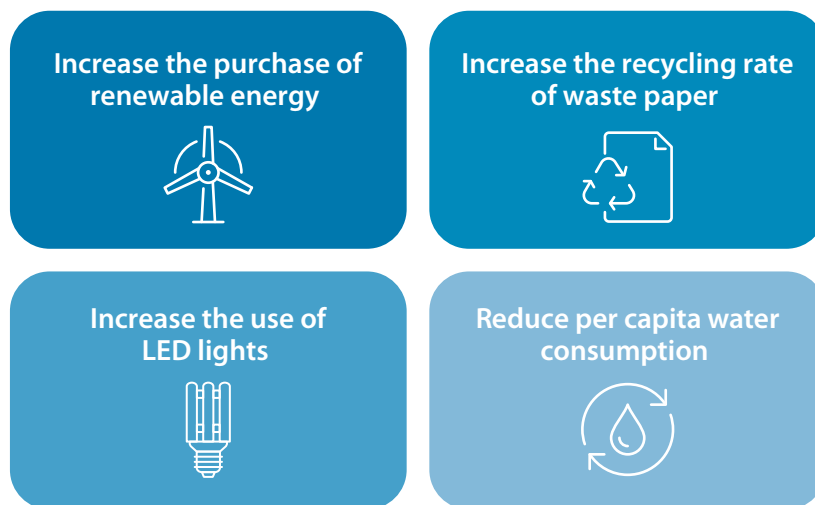 Increase the purchase of
renewable energy
Increase the recycling rate
of waste paper
Increase the use of
LED lights
Reduce per capita water
consumption